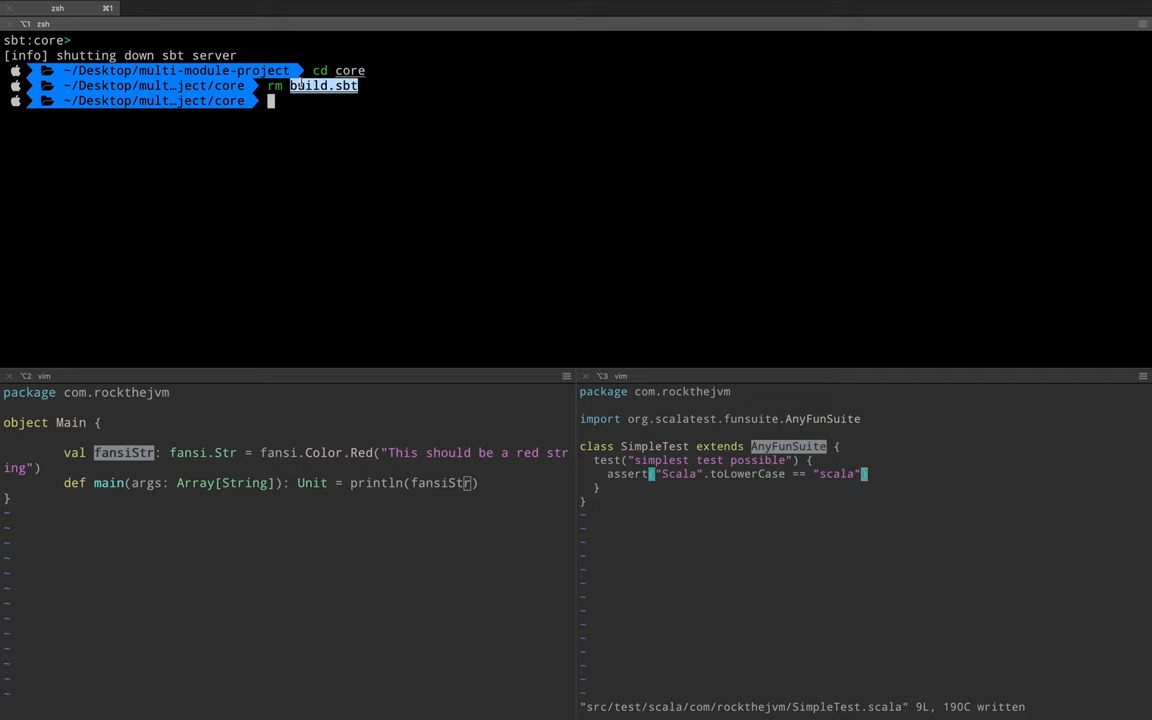 zsh ⌘1
⌥1 zsh
sbt:core>
[info] shutting down sbt server
~/Desktop/multi-module-project cd core
~/Desktop/mult…ject/core rm build.sbt
~/Desktop/mult…ject/core
⌥2 vim
package com.rockthejvm
object Main {
val fansiStr: fansi.Str = fansi.Color.Red("This should be a red str
ing")
def main(args: Array[String]): Unit = println(fansiStr)
}
~
~
~
~
~
~
~
~
~
~
~
~
~
⌥3 vim
package com.rockthejvm
import org.scalatest.funsuite.AnyFunSuite
class SimpleTest extends AnyFunSuite {
test("simplest test possible") {
assert("Scala".toLowerCase == "scala")
}
}
~
~
~
~
~
~
~
~
~
~
~
~
~
~
"src/test/scala/com/rockthejvm/SimpleTest.scala" 9L, 190C written